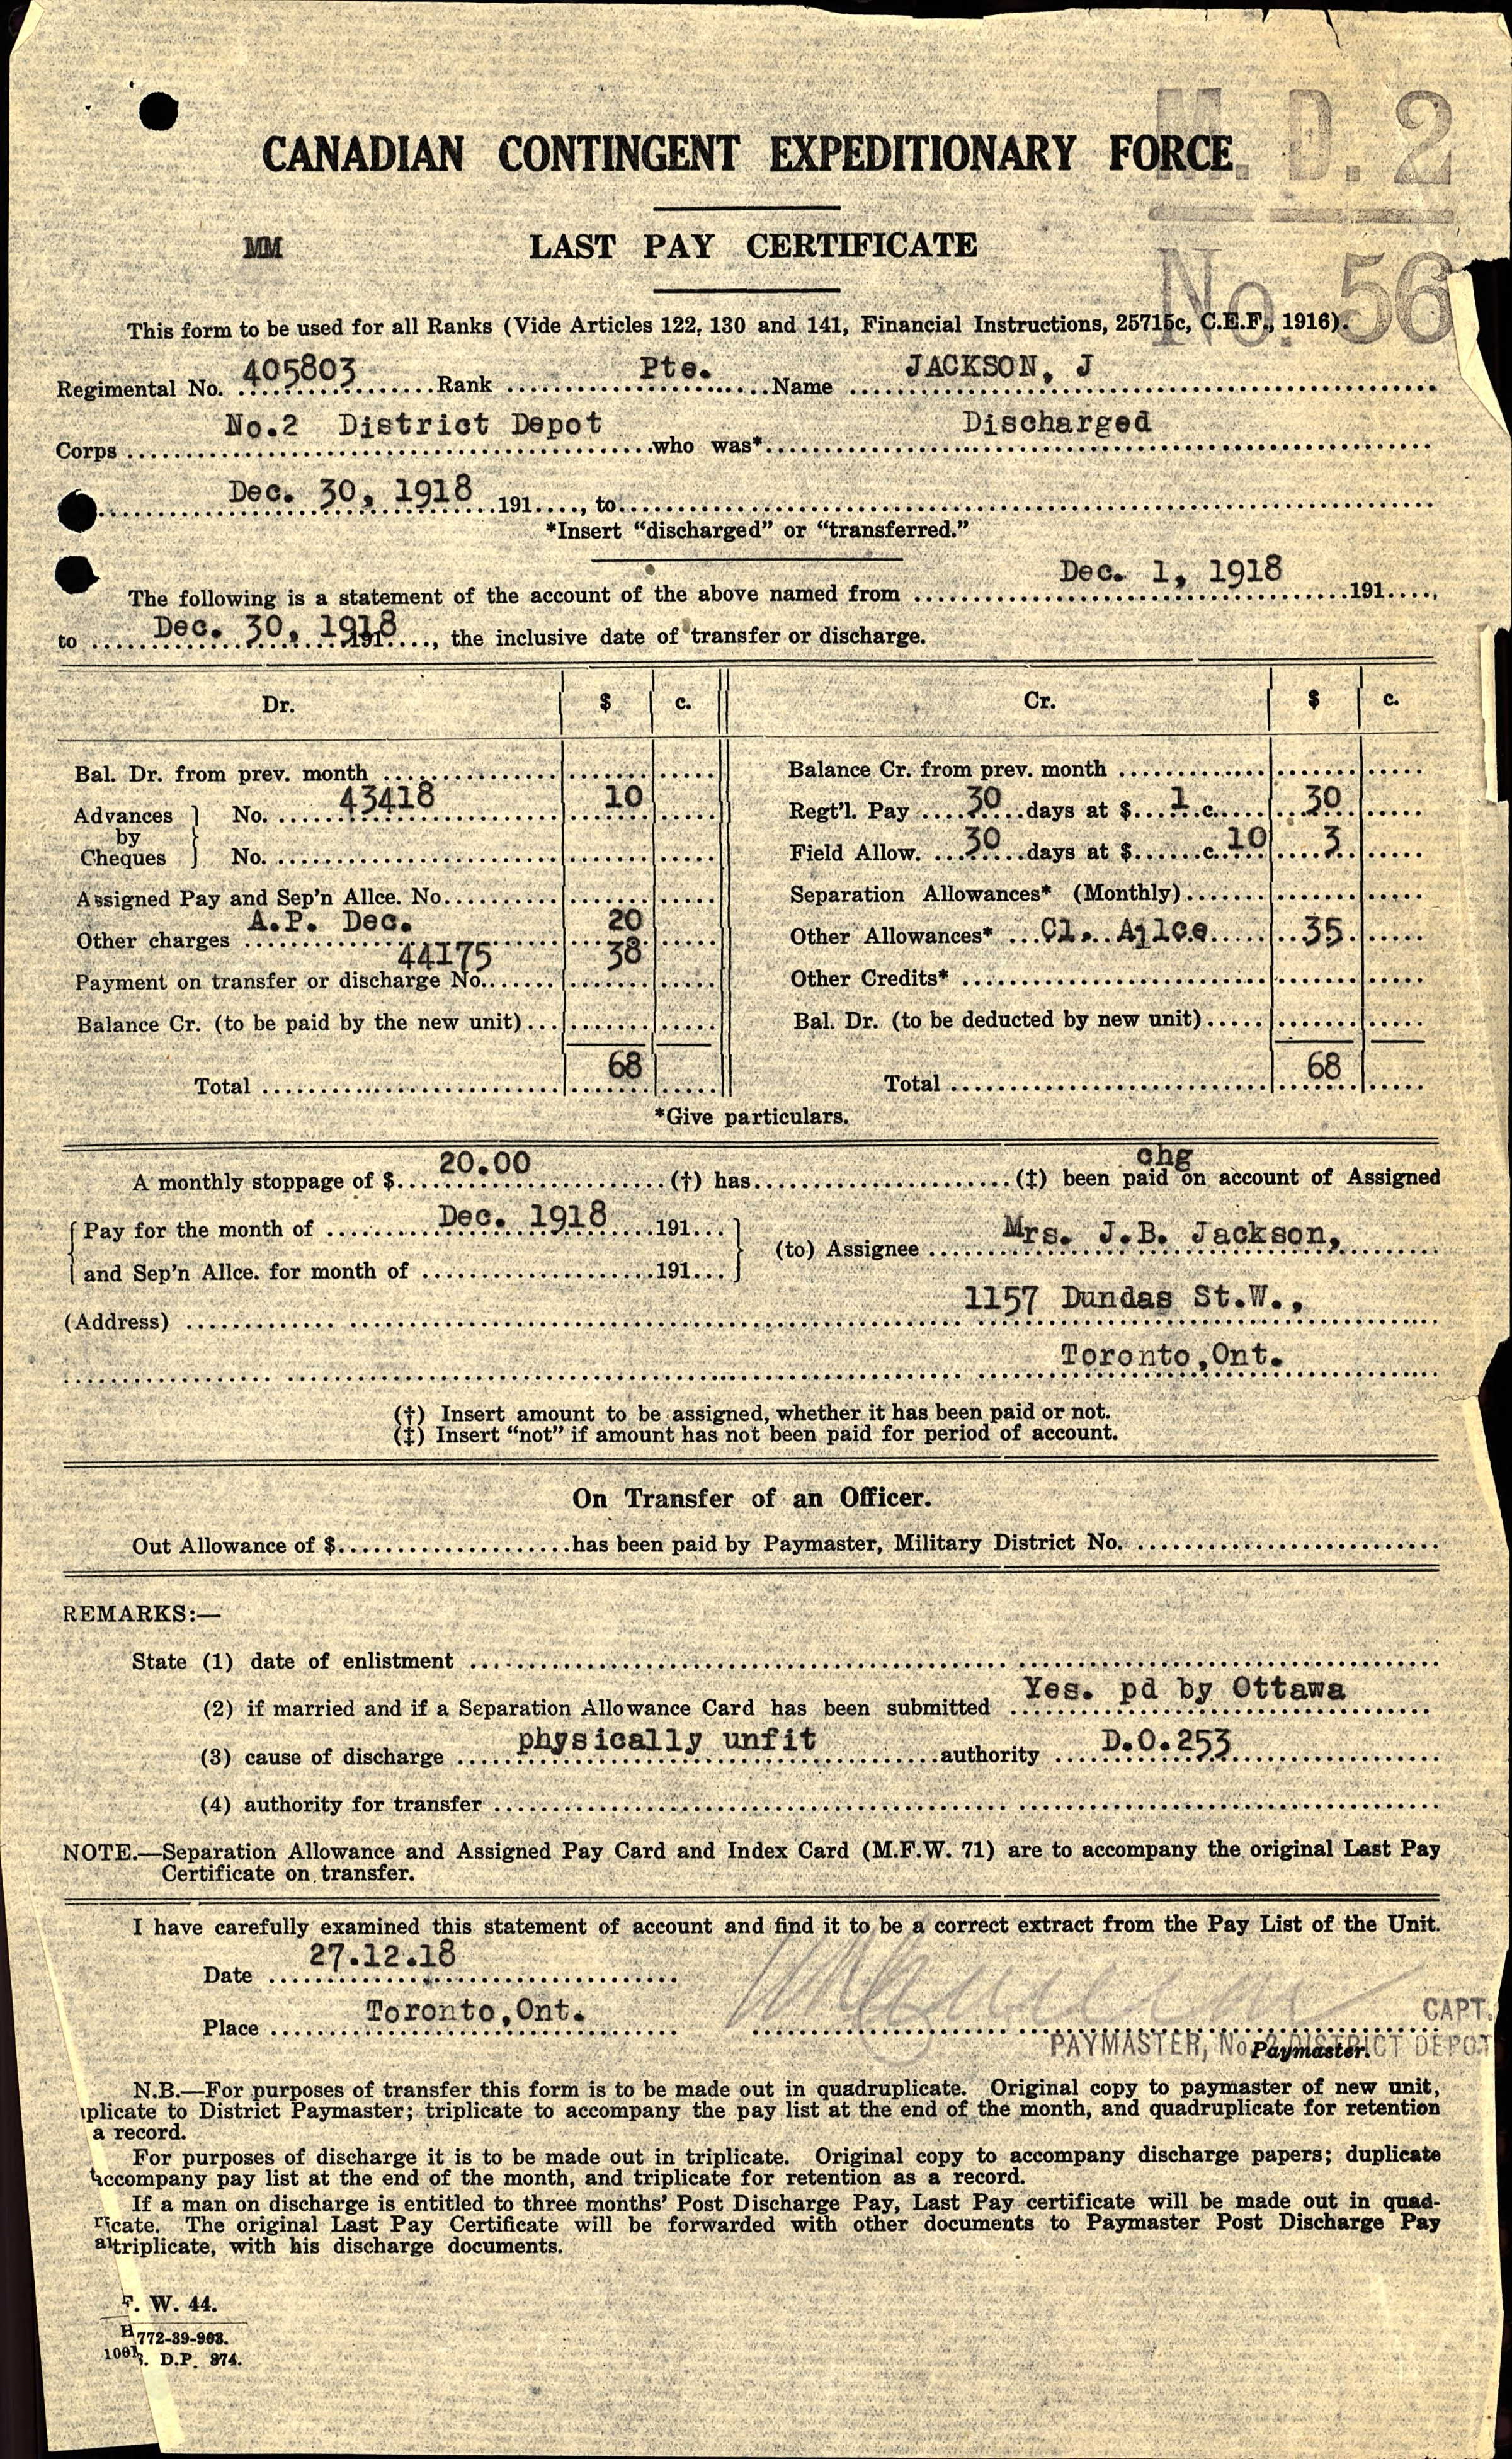 M. D. 2
CANADIAN CONTINGENT EXPEDITIONARY FORCE
MM LAST PAY CERTIFICATE
No. 56
This form to be used for all Ranks (Vide Articles 122, 130 and 141, Financial Instructions, 25715c, C.E.F., 1916).
Regimental No. 405803 Rank Pte. Name JACKSON, J
Corps No.2 District Depot who was* Discharged
Dec. 30, 1918 191...., to
*Insert “discharged” or “transferred.”
The following is a statement of the account of the above named from Dec. 1, 1918 191....,
to Dec. 30, 1918 191...., the inclusive date of transfer or discharge.
Dr. $ c. Cr. $ c.
Bal. Dr. from prev. month Balance Cr. from prev. month
Advances by Cheques No. 43418 10 Regt'l. Pay 30 days at $ 1 c. 30
No. Field Allow. 30 days at $ c. 10 3
Assigned Pay and Sep'n Allce. No. Separation Allowances* (Monthly)
Other charges A.P. Dec. 20 Other Allowances* Cl. Ajlce 35
Payment on transfer or discharge No. 44175 38 Other Credits*
Balance Cr. (to be paid by the new unit) Bal. Dr. (to be deducted by new unit)
Total 68 Total 68
*Give particulars.
A monthly stoppage of $ 20.00 (†) has (‡) chg been paid on account of Assigned
Pay for the month of Dec. 1918 191... (to) Assignee Mrs. J.B. Jackson,
and Sep'n Allce. for month of 191...
(Address) 1157 Dundas St.W.,
Toronto,Ont.
(†) Insert amount to be assigned, whether it has been paid or not.
(‡) Insert “not” if amount has not been paid for period of account.
On Transfer of an Officer.
Out Allowance of $ has been paid by Paymaster, Military District No.
REMARKS:—
State (1) date of enlistment
(2) if married and if a Separation Allowance Card has been submitted Yes. pd by Ottawa
(3) cause of discharge physically unfit authority D.O.253
(4) authority for transfer
NOTE.—Separation Allowance and Assigned Pay Card and Index Card (M.F.W. 71) are to accompany the original Last Pay
Certificate on transfer.
I have carefully examined this statement of account and find it to be a correct extract from the Pay List of the Unit.
Date 27.12.18
Place Toronto,Ont.
CAPT.
PAYMASTER, No. 2 DISTRICT DEPOT
Paymaster.
N.B.—For purposes of transfer this form is to be made out in quadruplicate. Original copy to paymaster of new unit,
plicate to District Paymaster; triplicate to accompany the pay list at the end of the month, and quadruplicate for retention
a record.
For purposes of discharge it is to be made out in triplicate. Original copy to accompany discharge papers; duplicate
accompany pay list at the end of the month, and triplicate for retention as a record.
If a man on discharge is entitled to three months' Post Discharge Pay, Last Pay certificate will be made out in quad-
icate. The original Last Pay Certificate will be forwarded with other documents to Paymaster Post Discharge Pay
triplicate, with his discharge documents.
F. W. 44.
H 772-39-903.
D.P. 874.